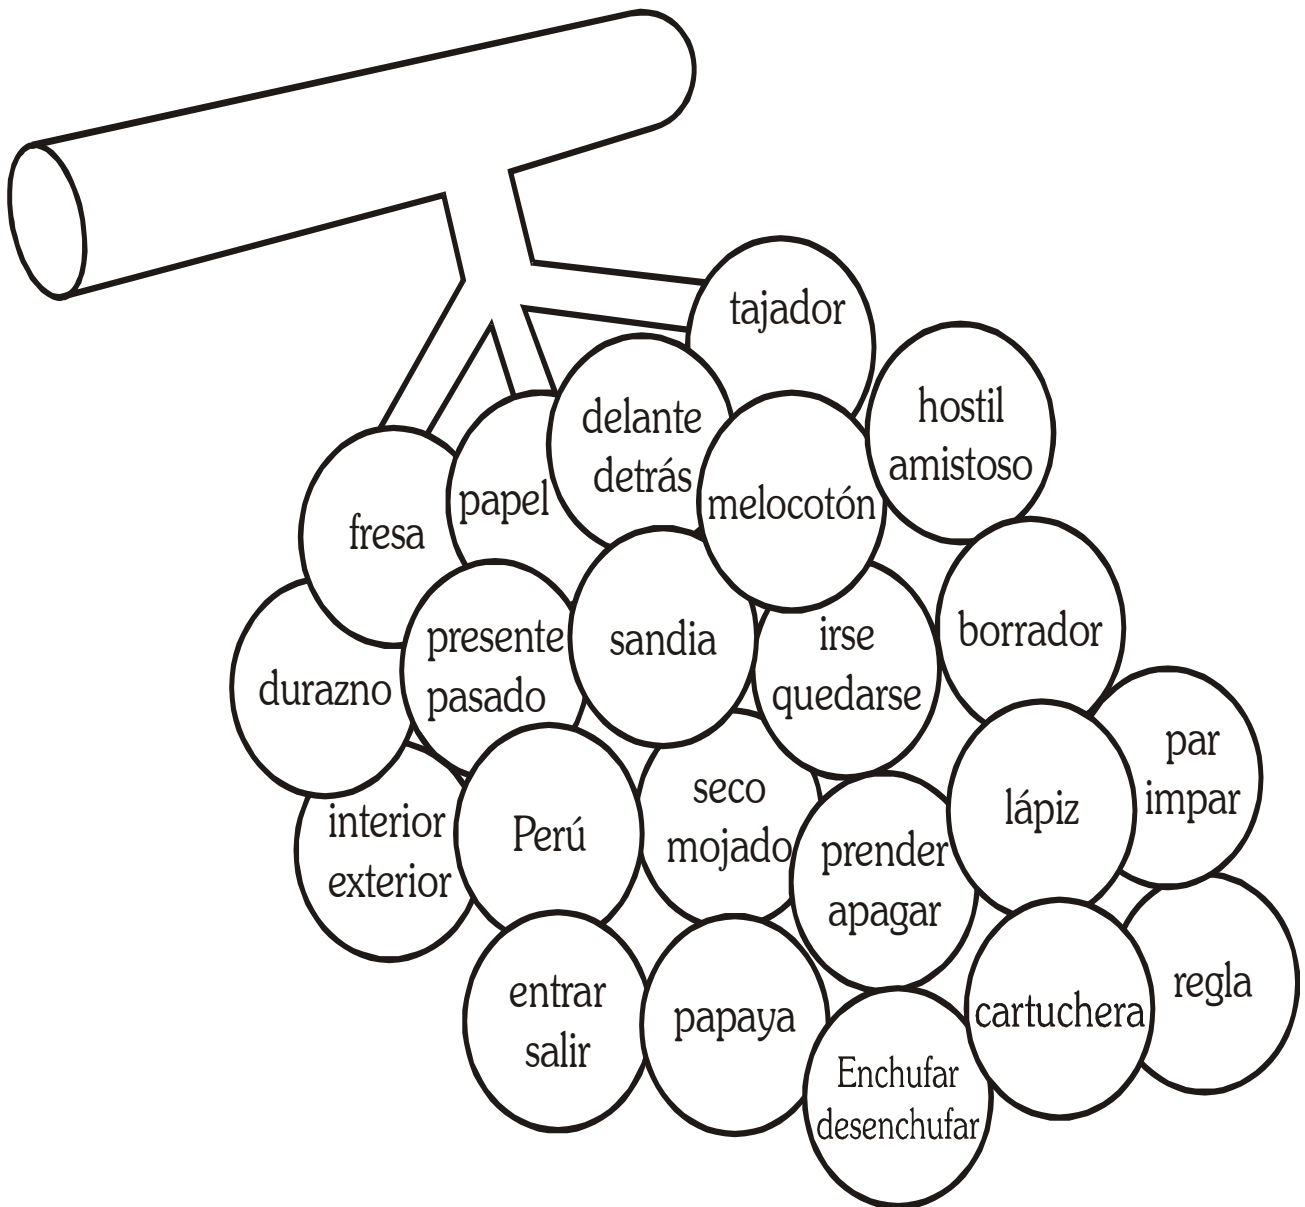 tajador
hostil
amistoso
delante
detrás
melocotón
papel
fresa
presente
pasado
sandia
irse
quedarse
borrador
durazno
par
impar
interior
exterior
Perú
seco
mojado
prender
apagar
lápiz
entrar
salir
papaya
Enchufar
desenchufar
cartuchera
regla